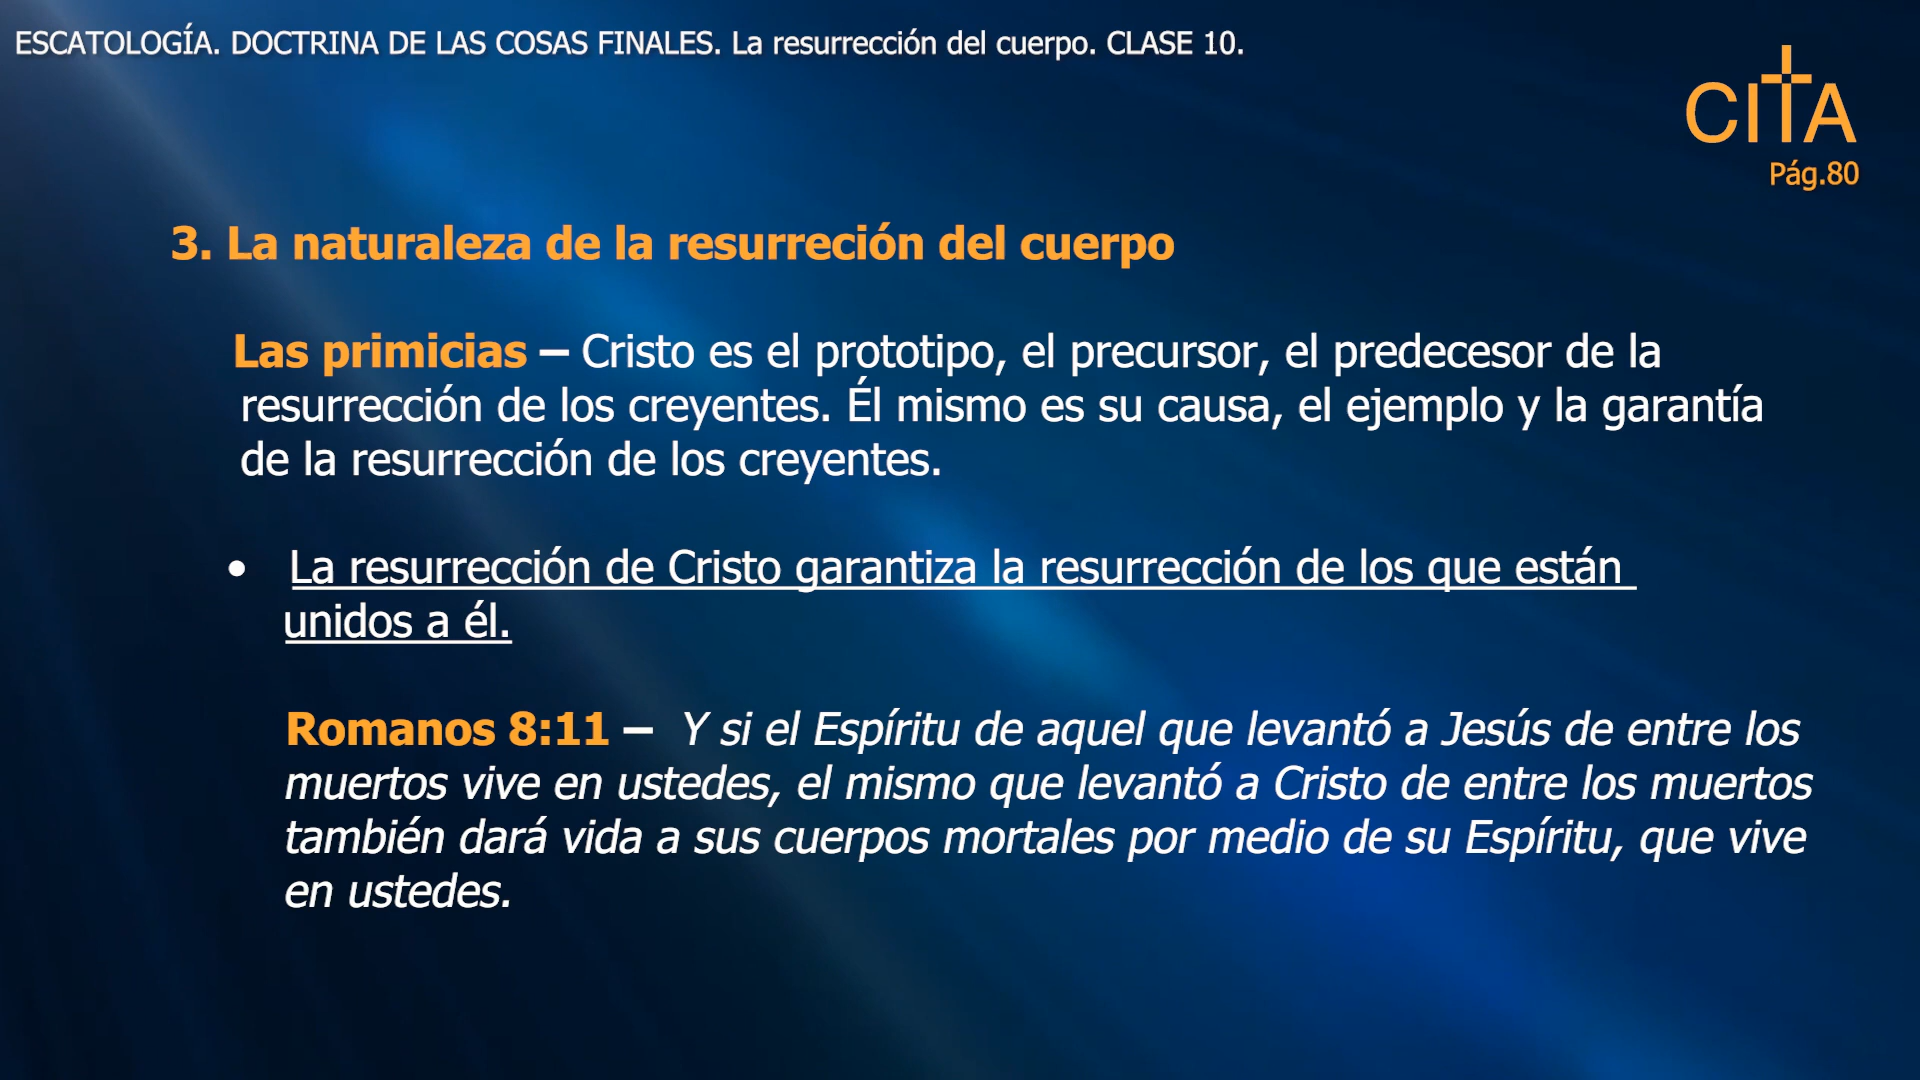 ESCATOLOGÍA. DOCTRINA DE LAS COSAS FINALES. La resurrección del cuerpo. CLASE 10.
CITA
Pág.80
3. La naturaleza de la resurreción del cuerpo
Las primicias – Cristo es el prototipo, el precursor, el predecesor de la
resurrección de los creyentes. Él mismo es su causa, el ejemplo y la garantía
de la resurrección de los creyentes.
• La resurrección de Cristo garantiza la resurrección de los que están
unidos a él.
Romanos 8:11 – Y si el Espíritu de aquel que levantó a Jesús de entre los
muertos vive en ustedes, el mismo que levantó a Cristo de entre los muertos
también dará vida a sus cuerpos mortales por medio de su Espíritu, que vive
en ustedes.